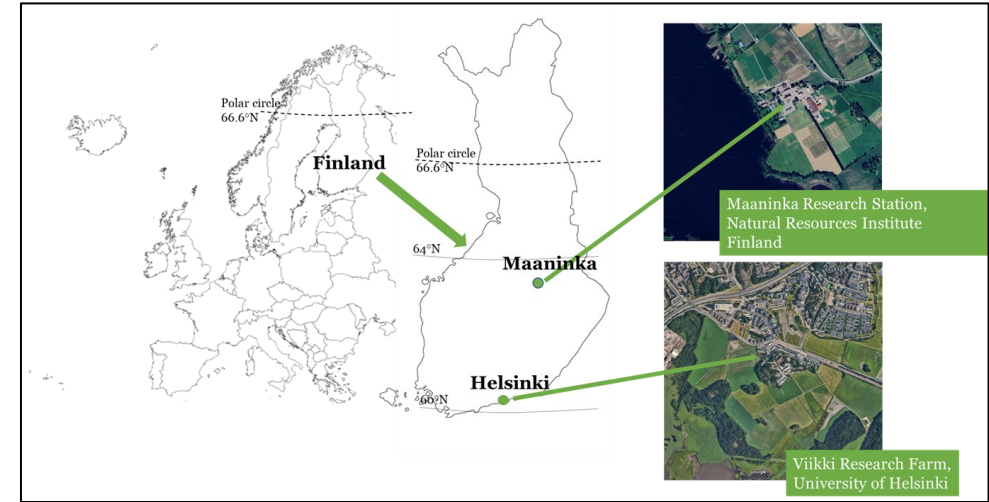 Polar circle
66.6°N
Finland
Polar circle
66.6°N
64°N
Maaninka
Helsinki
60°N
Maaninka Research Station,
Natural Resources Institute
Finland
Viikki Research Farm,
University of Helsinki